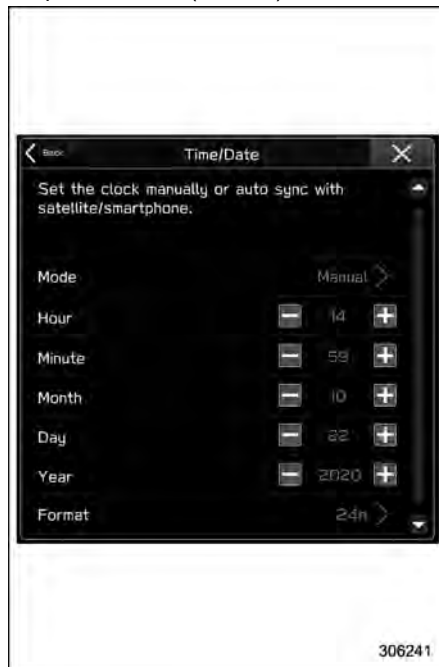 Back
Time/Date
Set the clock manually or auto sync with
satellite/smartphone.
Mode Manual
Hour 14
Minute 59
Month 10
Day 22
Year 2020
Format 24h
306241